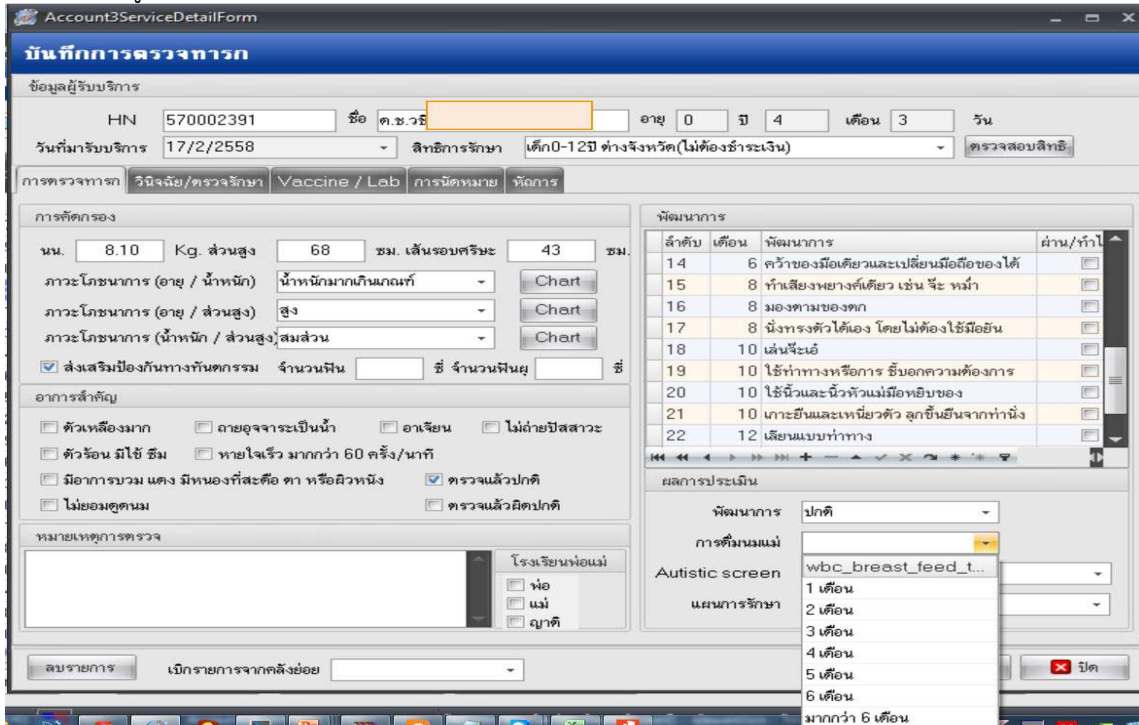 Account3ServiceDetailForm
บันทึกการตรวจทารก
ข้อมูลผู้รับบริการ
HN 570002391 ชื่อ ด.ช.วชิ อายุ 0 ปี 4 เดือน 3 วัน
วันที่มารับบริการ 17/2/2558 สิทธิการรักษา เด็ก0-12ปี ต่างจังหวัด(ไม่ต้องชำระเงิน) ตรวจสอบสิทธิ
การตรวจทารก วินิจฉัย/ตรวจรักษา Vaccine / Lab การนัดหมาย หัตการ
การคัดกรอง
นน. 8.10 Kg. ส่วนสูง 68 ซม. เส้นรอบศรีษะ 43 ซม.
ภาวะโภชนาการ (อายุ / น้ำหนัก) น้ำหนักมากเกินเกณฑ์ Chart
ภาวะโภชนาการ (อายุ / ส่วนสูง) สูง Chart
ภาวะโภชนาการ (น้ำหนัก / ส่วนสูง) สมส่วน Chart
ส่งเสริมป้องกันทางทันตกรรม จำนวนฟัน ซี่ จำนวนฟันผุ ซี่
อาการสำคัญ
ตัวเหลืองมาก ถายอุจจาระเป็นน้ำ อาเจียน ไม่ถ่ายปัสสาวะ
ตัวร้อน มีไข้ ซึม หายใจเร็ว มากกว่า 60 ครั้ง/นาที
มีอาการบวม แดง มีหนองที่สะดือ ตา หรือผิวหนัง ตรวจแล้วปกติ
ไม่ยอมดูดนม ตรวจแล้วผิดปกติ
หมายเหตุการตรวจ
โรงเรียนพ่อแม่
พ่อ
แม่
ญาติ
พัฒนาการ
ลำดับ เดือน พัฒนาการ ผ่าน/ทำไ
14 6 คว้าของมือเดียวและเปลี่ยนมือถือของได้
15 8 ทำเสียงพยางค์เดียว เช่น จ๊ะ หม่ำ
16 8 มองตามของตก
17 8 นั่งทรงตัวได้เอง โดยไม่ต้องใช้มือยัน
18 10 เล่นจ๊ะเอ๋
19 10 ใช้ท่าทางหรือการ ชี้บอกความต้องการ
20 10 ใช้นิ้วและนิ้วหัวแม่มือหยิบของ
21 10 เกาะยืนและเหนี่ยวตัว ลุกขึ้นยืนจากท่านั่ง
22 12 เลียนแบบท่าทาง
ผลการประเมิน
พัฒนาการ ปกติ
การดื่มนมแม่
Autistic screen
แผนการรักษา
wbc_breast_feed_t...
1 เดือน
2 เดือน
3 เดือน
4 เดือน
5 เดือน
6 เดือน
มากกว่า 6 เดือน
ลบรายการ เบิกรายการจากคลังย่อย ปิด